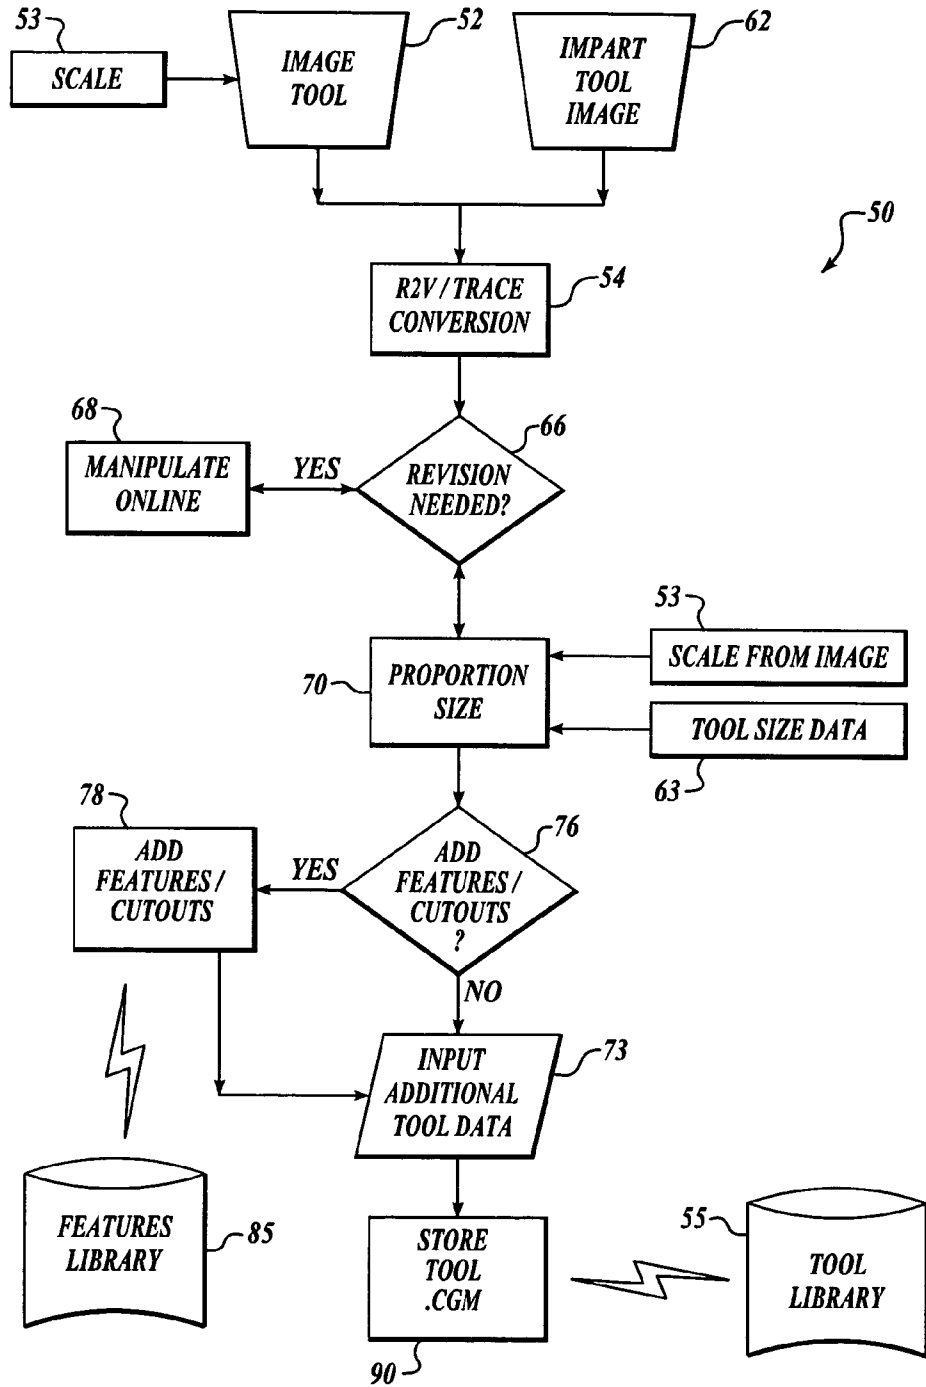 53
SCALE
52
IMAGE
TOOL
62
IMPART
TOOL
IMAGE
50
R2V / TRACE
CONVERSION
54
68
MANIPULATE
ONLINE
YES
66
REVISION
NEEDED?
53
SCALE FROM IMAGE
70
PROPORTION
SIZE
TOOL SIZE DATA
63
78
ADD
FEATURES /
CUTOUTS
YES
76
ADD
FEATURES /
CUTOUTS
?
NO
73
INPUT
ADDITIONAL
TOOL DATA
FEATURES
LIBRARY
85
STORE
TOOL
.CGM
90
55
TOOL
LIBRARY